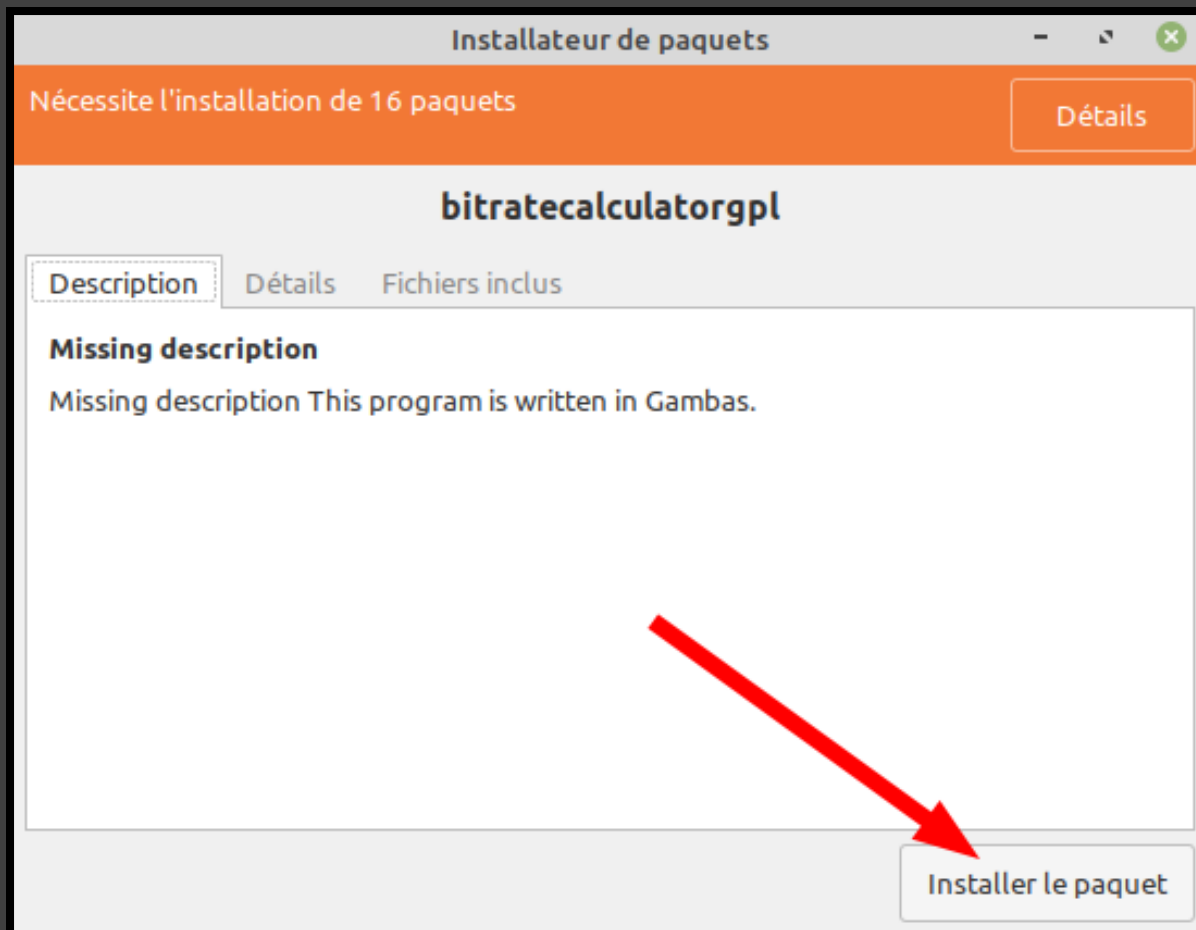 Installateur de paquets
Nécessite l'installation de 16 paquets
Détails
bitratecalculatorgpl
Description Détails Fichiers inclus
Missing description
Missing description This program is written in Gambas.
Installer le paquet